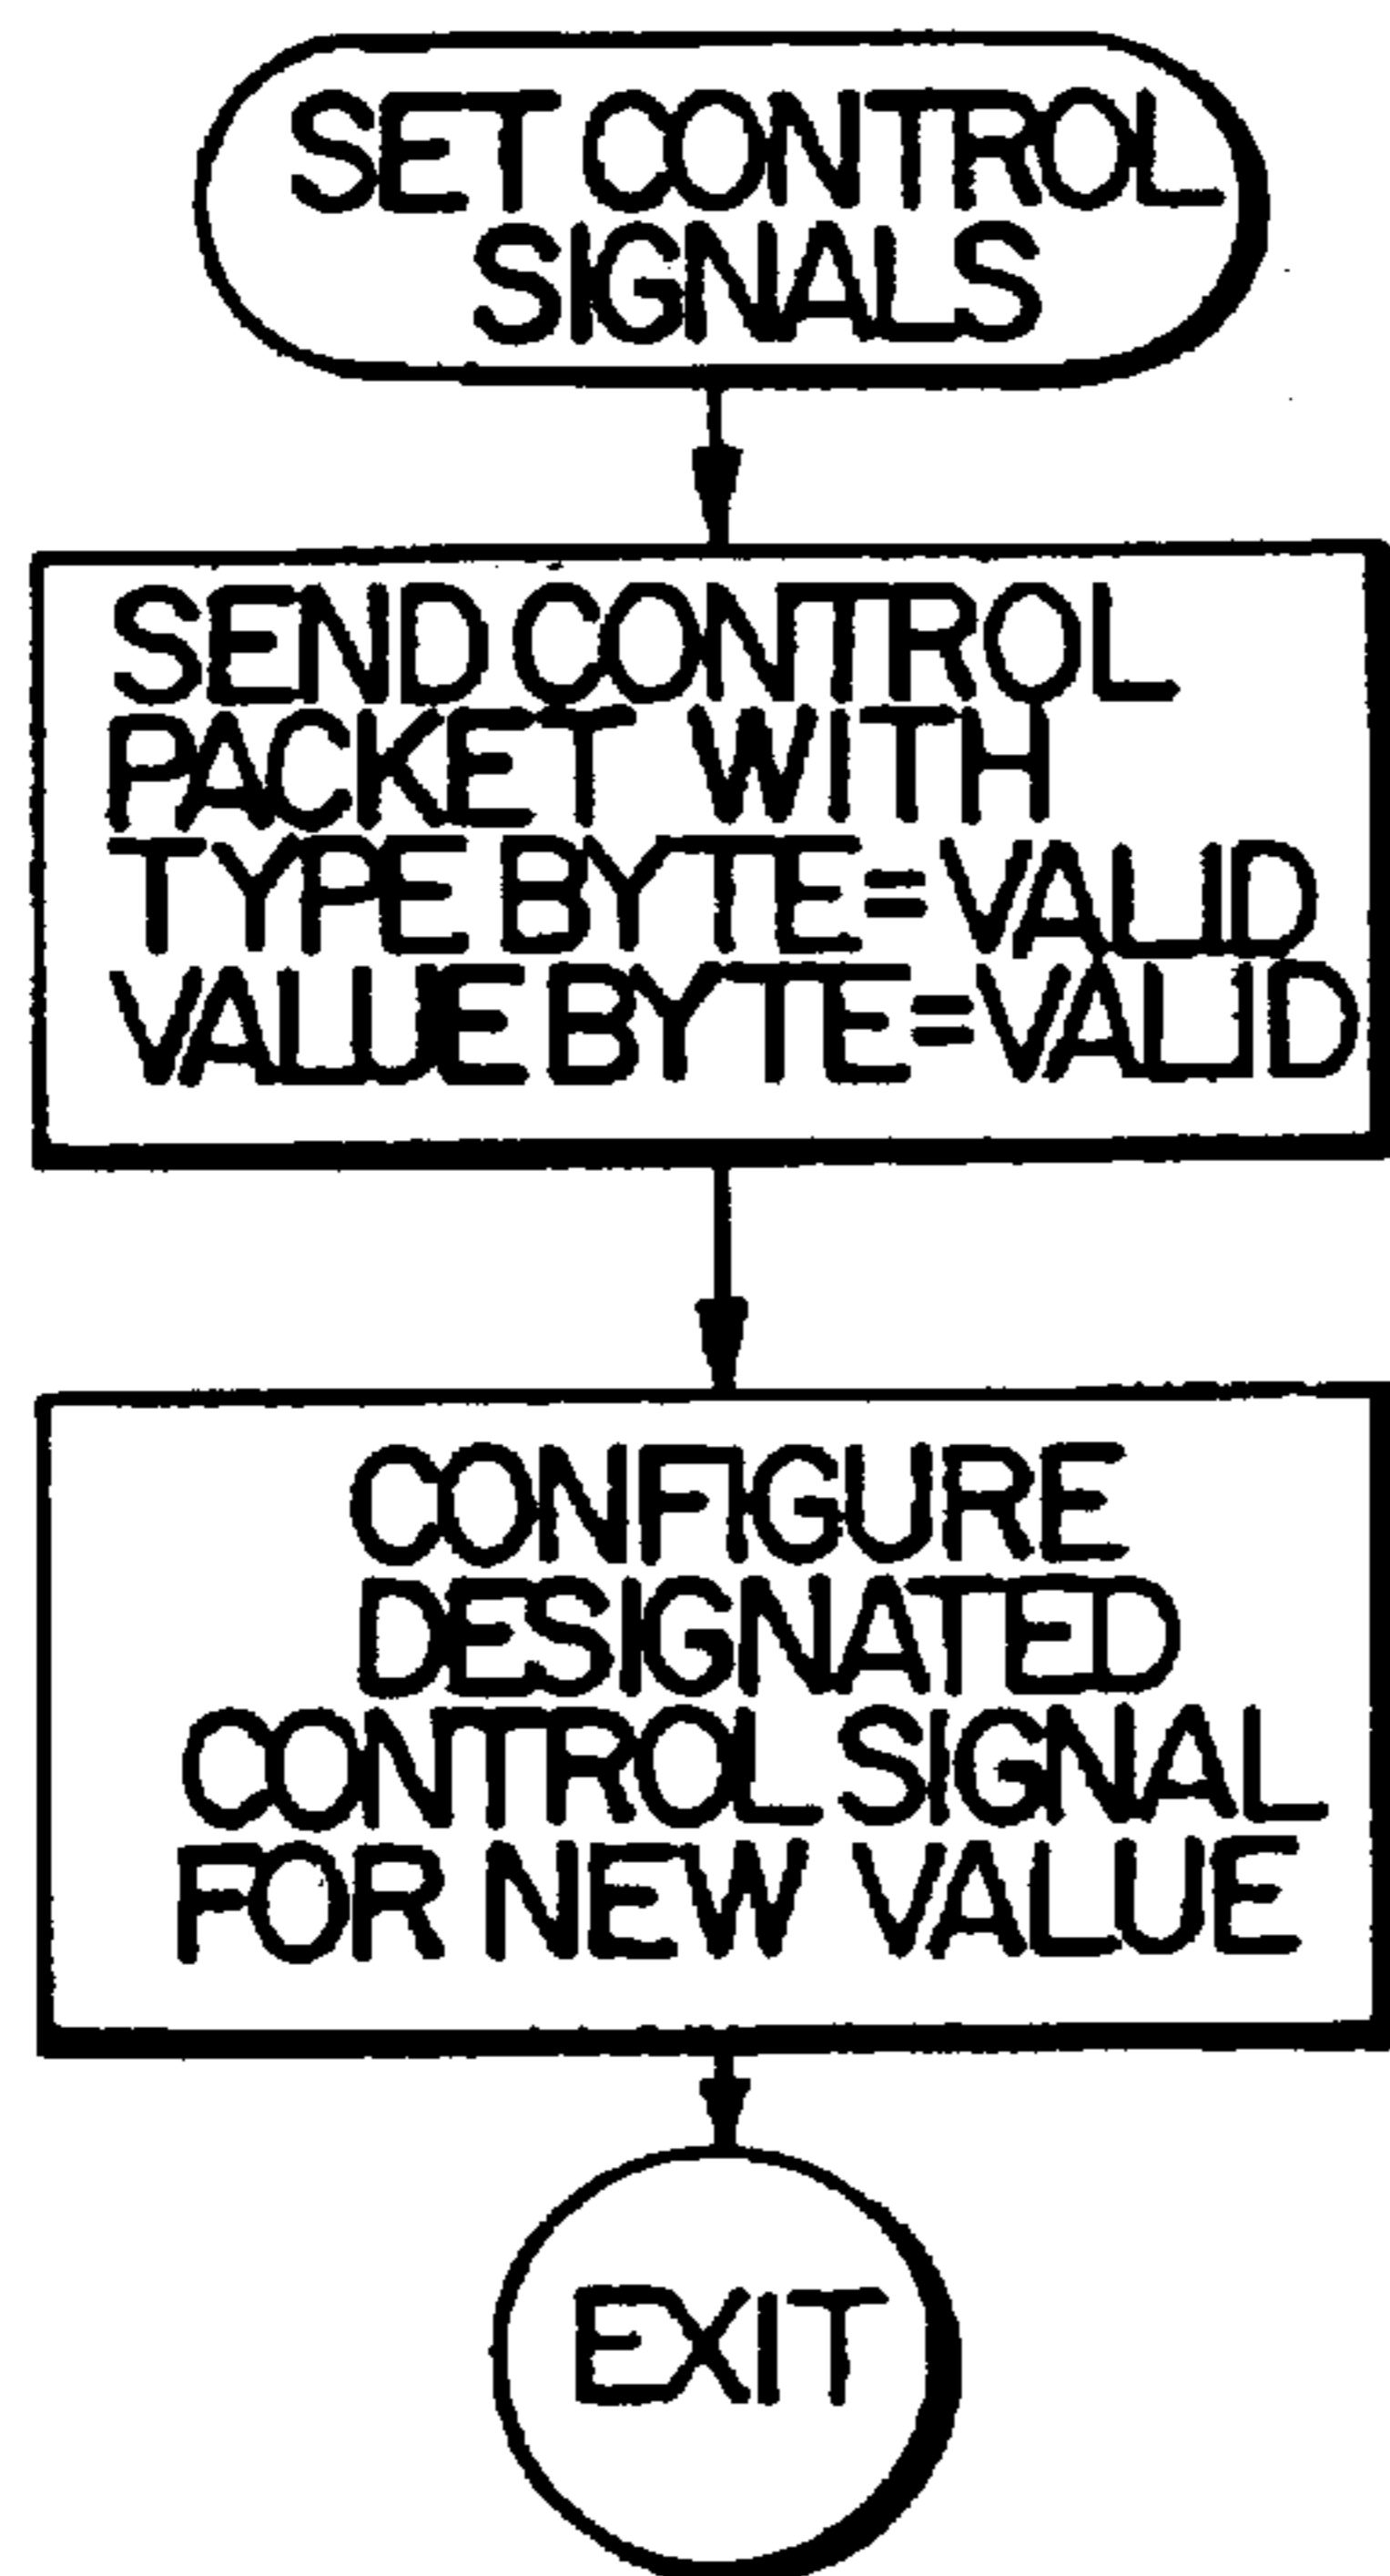 SET CONTROL
SIGNALS
SEND CONTROL
PACKET WITH
TYPE BYTE=VALID
VALUE BYTE=VALID
CONFIGURE
DESIGNATED
CONTROL SIGNAL
FOR NEW VALUE
EXIT